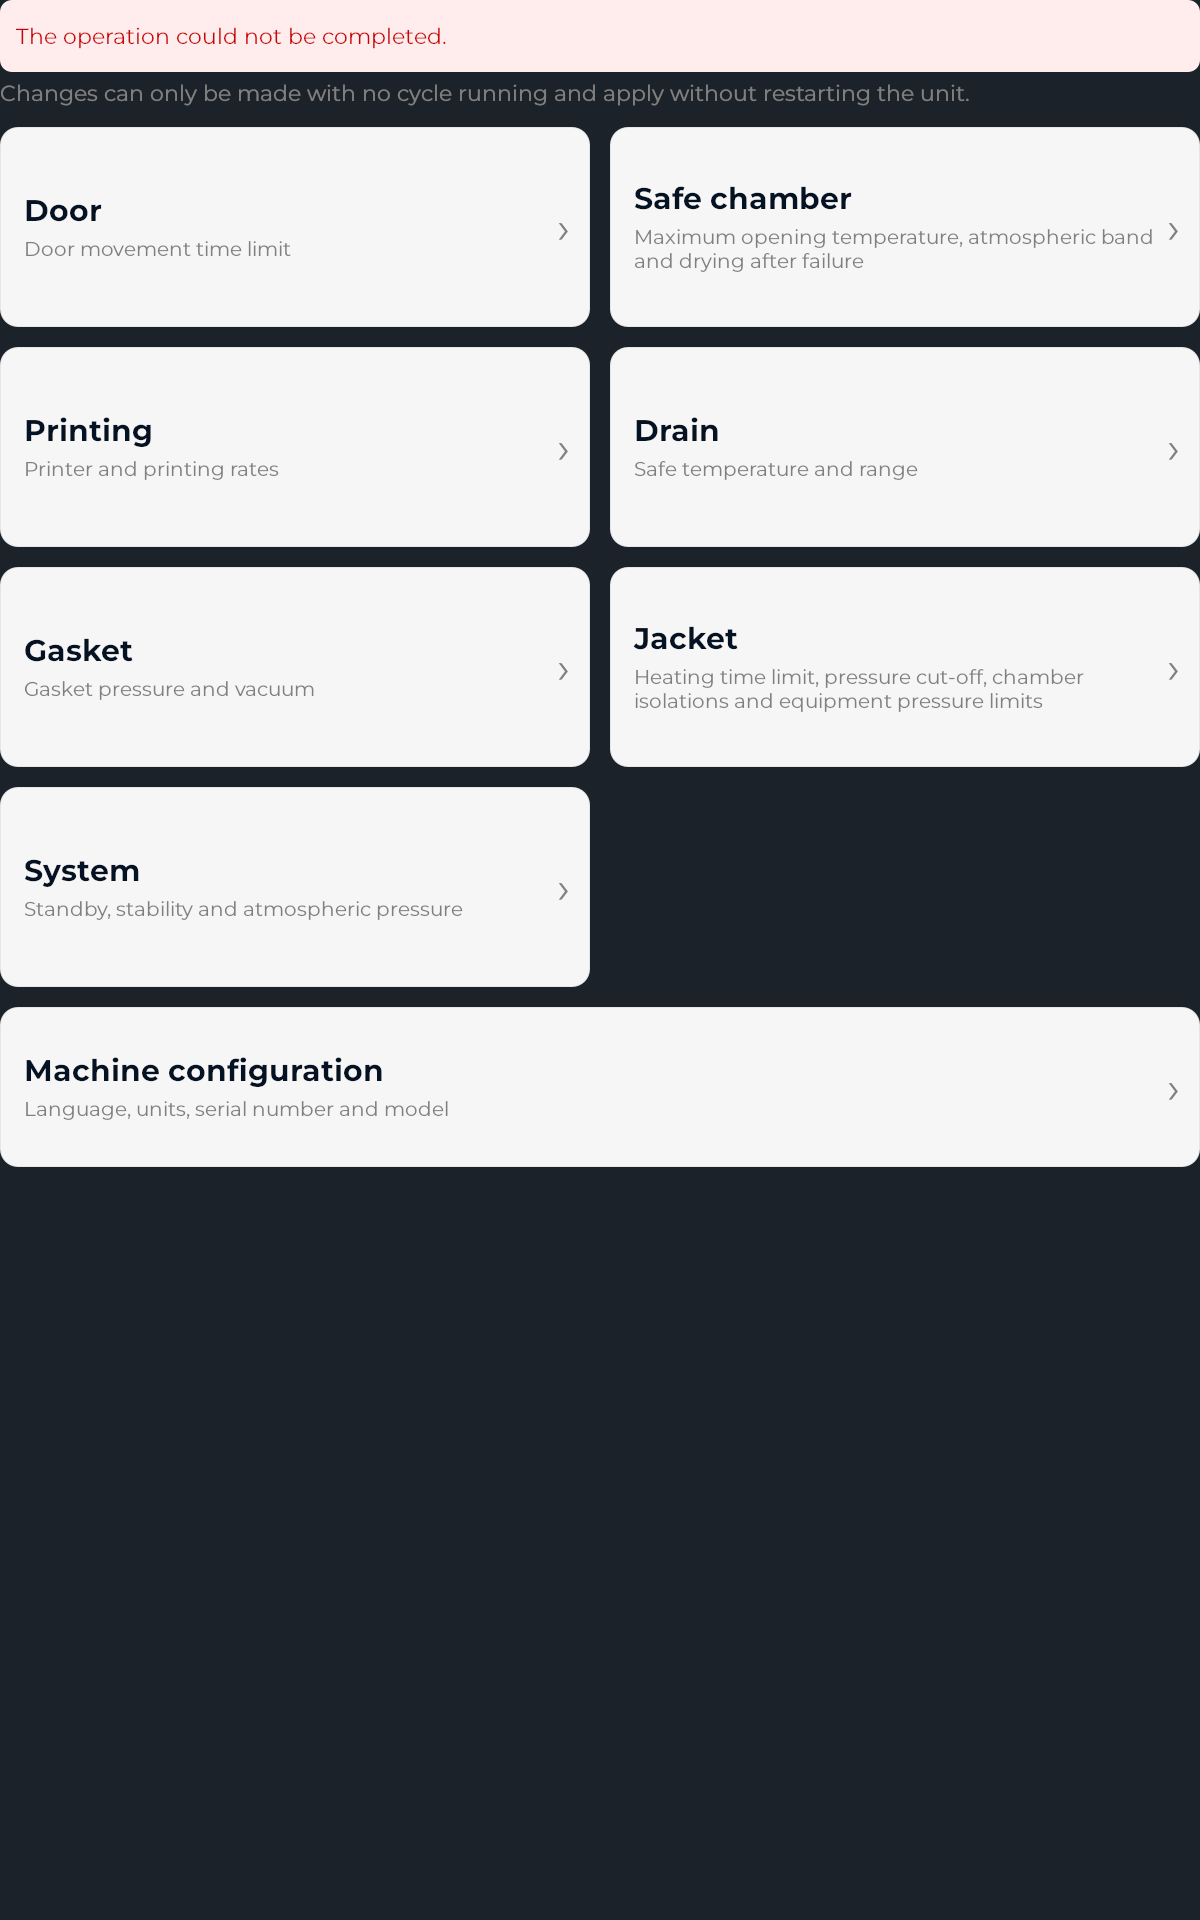 The operation could not be completed.
Changes can only be made with no cycle running and apply without restarting the unit.
Door
Door movement time limit
Safe chamber
Maximum opening temperature, atmospheric band
and drying after failure
Printing
Printer and printing rates
Drain
Safe temperature and range
Gasket
Gasket pressure and vacuum
Jacket
Heating time limit, pressure cut-off, chamber
isolations and equipment pressure limits
System
Standby, stability and atmospheric pressure
Machine configuration
Language, units, serial number and model